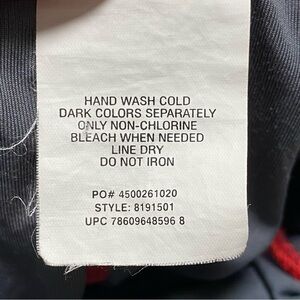 HAND WASH COLD
DARK COLORS SEPARATELY
ONLY NON-CHLORINE
BLEACH WHEN NEEDED
LINE DRY
DO NOT IRON
PO# 4500261020
STYLE: 8191501
UPC 78609648596 8